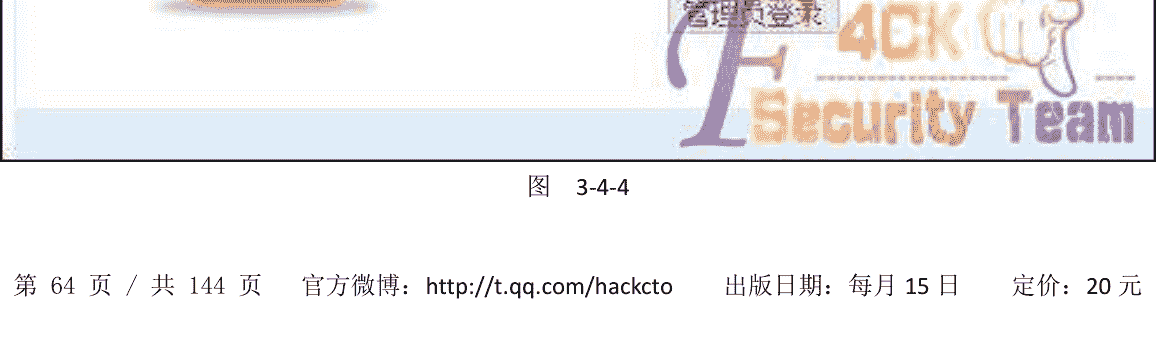 管理员登录
F4CK
Security Team
图 3-4-4
第 64 页 / 共 144 页 官方微博：http://t.qq.com/hackcto 出版日期：每月 15 日 定价：20 元